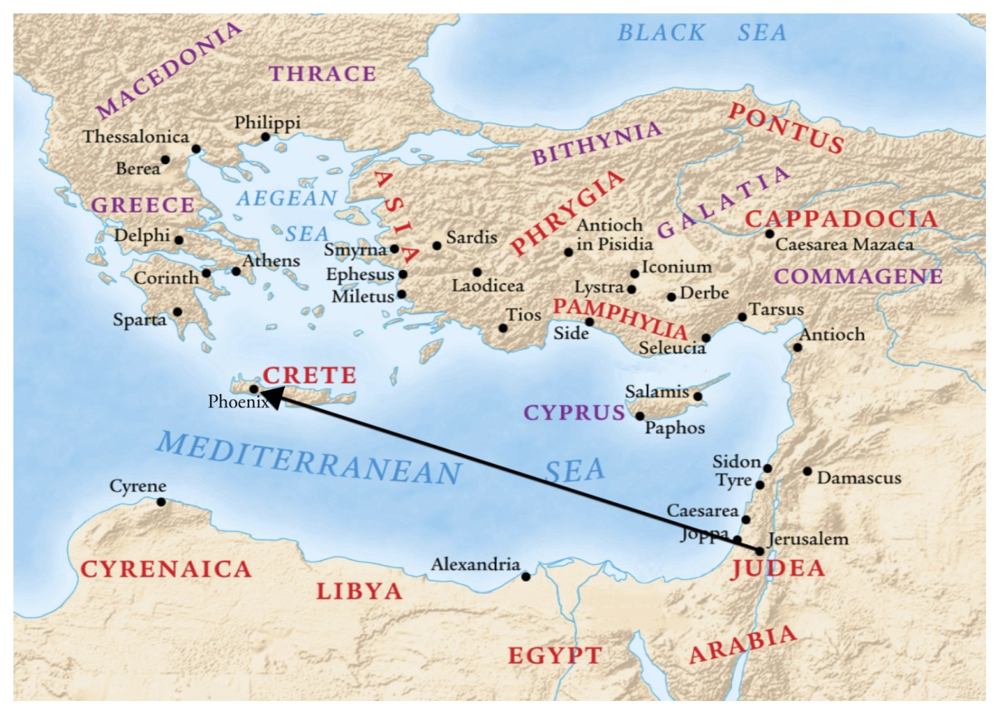 BLACK SEA
MACEDONIA
THRACE
Philippi
Thessalonica
Berea
BITHYNIA
PONTUS
GREECE
AEGEAN
SEA
ASIA
PHRYGIA
GALATIA
CAPPADOCIA
Delphi
Smyrna
Sardis
Antioch
in Pisidia
Caesarea Mazaca
Corinth
Athens
Ephesus
Laodicea
Iconium
COMMAGENE
Miletus
Lystra
Derbe
Sparta
Tios
PAMPHYLIA
Side
Seleucia
Tarsus
Antioch
CRETE
Phoenix
Salamis
CYPRUS
Paphos
MEDITERRANEAN SEA
Sidon
Tyre
Damascus
Cyrene
Caesarea
Joppa
Jerusalem
CYRENAICA
LIBYA
Alexandria
JUDEA
EGYPT
ARABIA